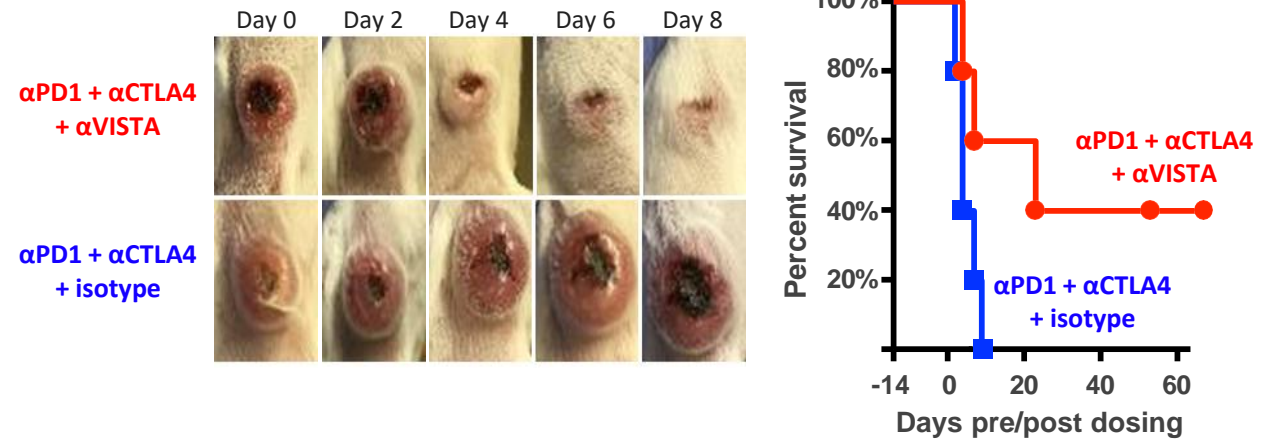 Day 0
Day 2
Day 4
Day 6
Day 8
αPD1 + αCTLA4
+ αVISTA
αPD1 + αCTLA4
+ isotype
Percent survival
100%
80%
60%
40%
20%
αPD1 + αCTLA4
+ αVISTA
αPD1 + αCTLA4
+ isotype
-14
0
20
40
60
Days pre/post dosing